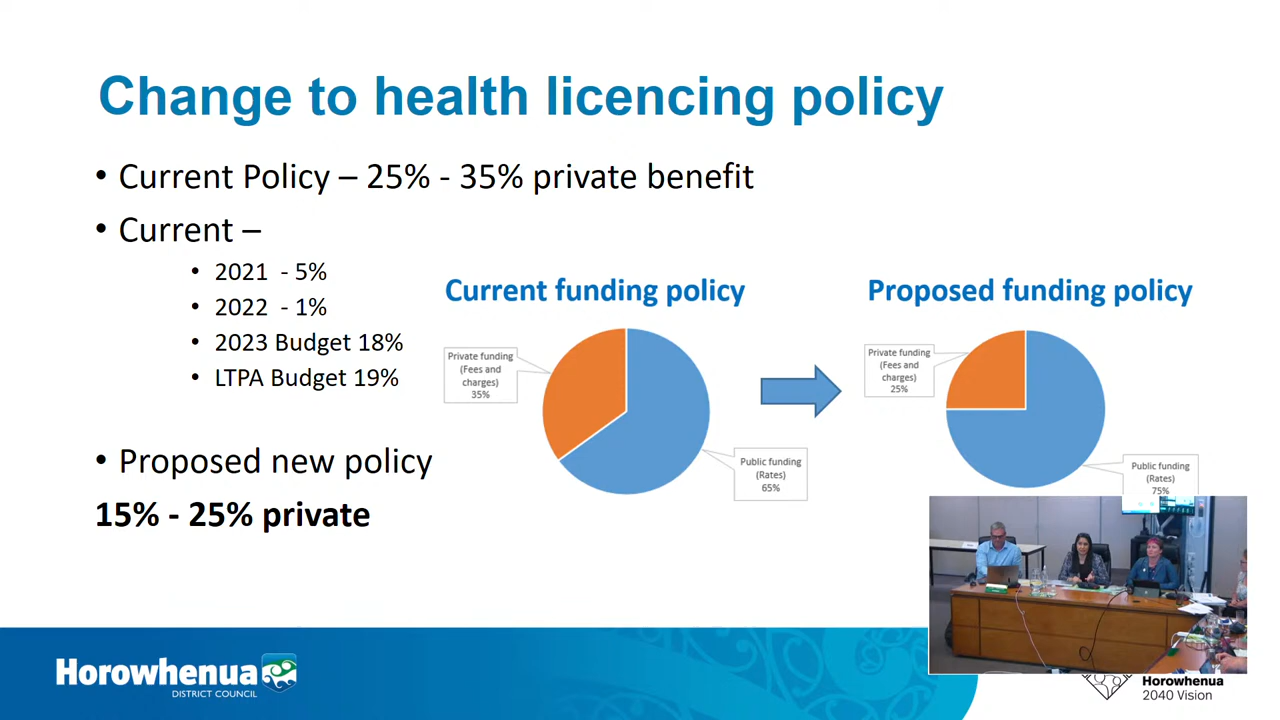 Change to health licencing policy
• Current Policy – 25% - 35% private benefit
• Current –
• 2021 - 5%
• 2022 - 1%
• 2023 Budget 18%
• LTPA Budget 19%
• Proposed new policy
15% - 25% private
Current funding policy
Private funding
(Fees and
charges)
35%
Public funding
(Rates)
65%
Proposed funding policy
Private funding
(Fees and
charges)
25%
Public funding
(Rates)
75%
Horowhenua
DISTRICT COUNCIL
Horowhenua
2040 Vision